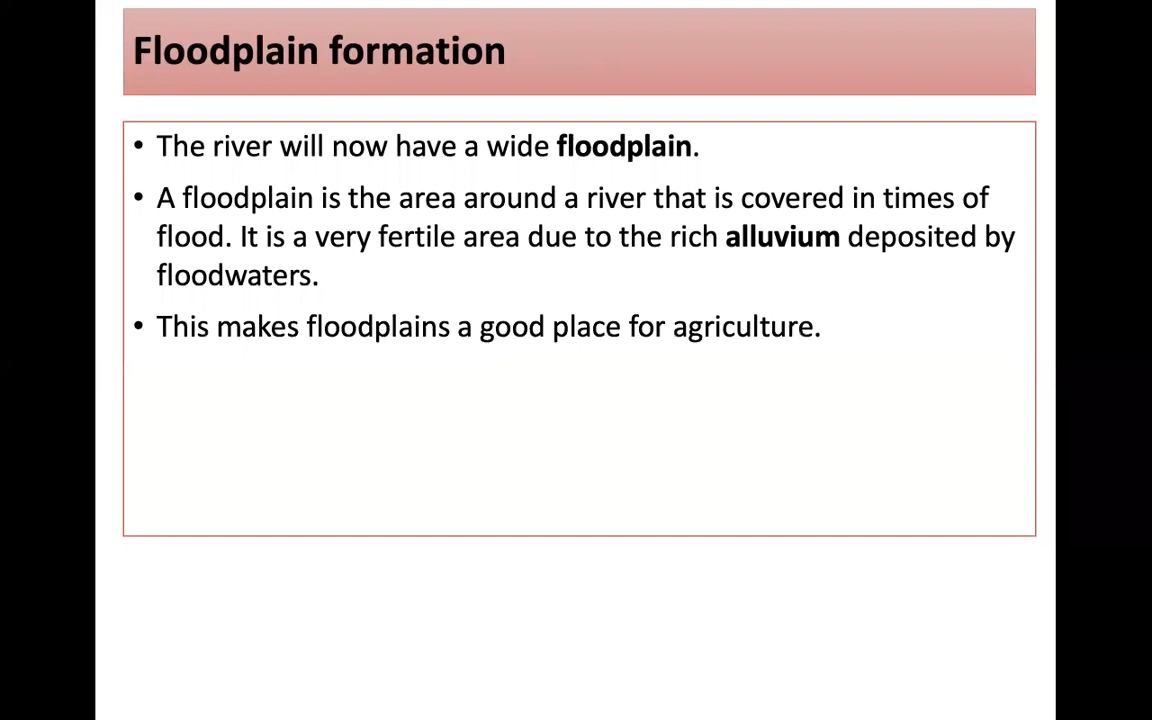 Floodplain formation
• The river will now have a wide floodplain.
• A floodplain is the area around a river that is covered in times of
flood. It is a very fertile area due to the rich alluvium deposited by
floodwaters.
• This makes floodplains a good place for agriculture.